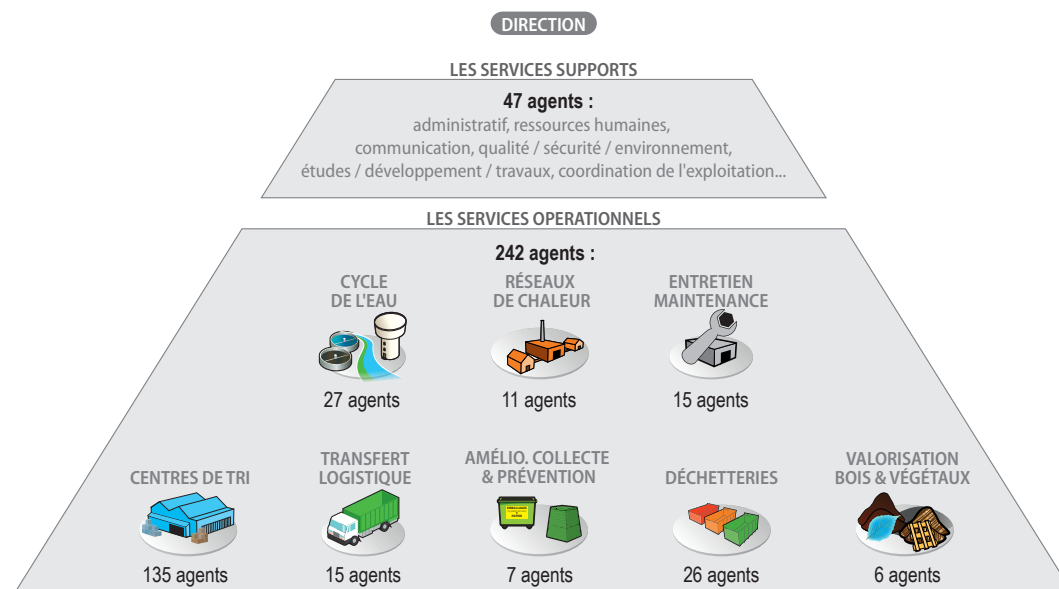 DIRECTION
LES SERVICES SUPPORTS
47 agents :
administratif, ressources humaines,
communication, qualité / sécurité / environnement,
études / développement / travaux, coordination de l'exploitation...
LES SERVICES OPERATIONNELS
242 agents :
CYCLE
DE L'EAU
27 agents
RÉSEAUX
DE CHALEUR
11 agents
ENTRETIEN
MAINTENANCE
15 agents
CENTRES DE TRI
135 agents
TRANSFERT
LOGISTIQUE
15 agents
AMÉLIO. COLLECTE
& PRÉVENTION
7 agents
DÉCHETTERIES
26 agents
VALORISATION
BOIS & VÉGÉTAUX
6 agents